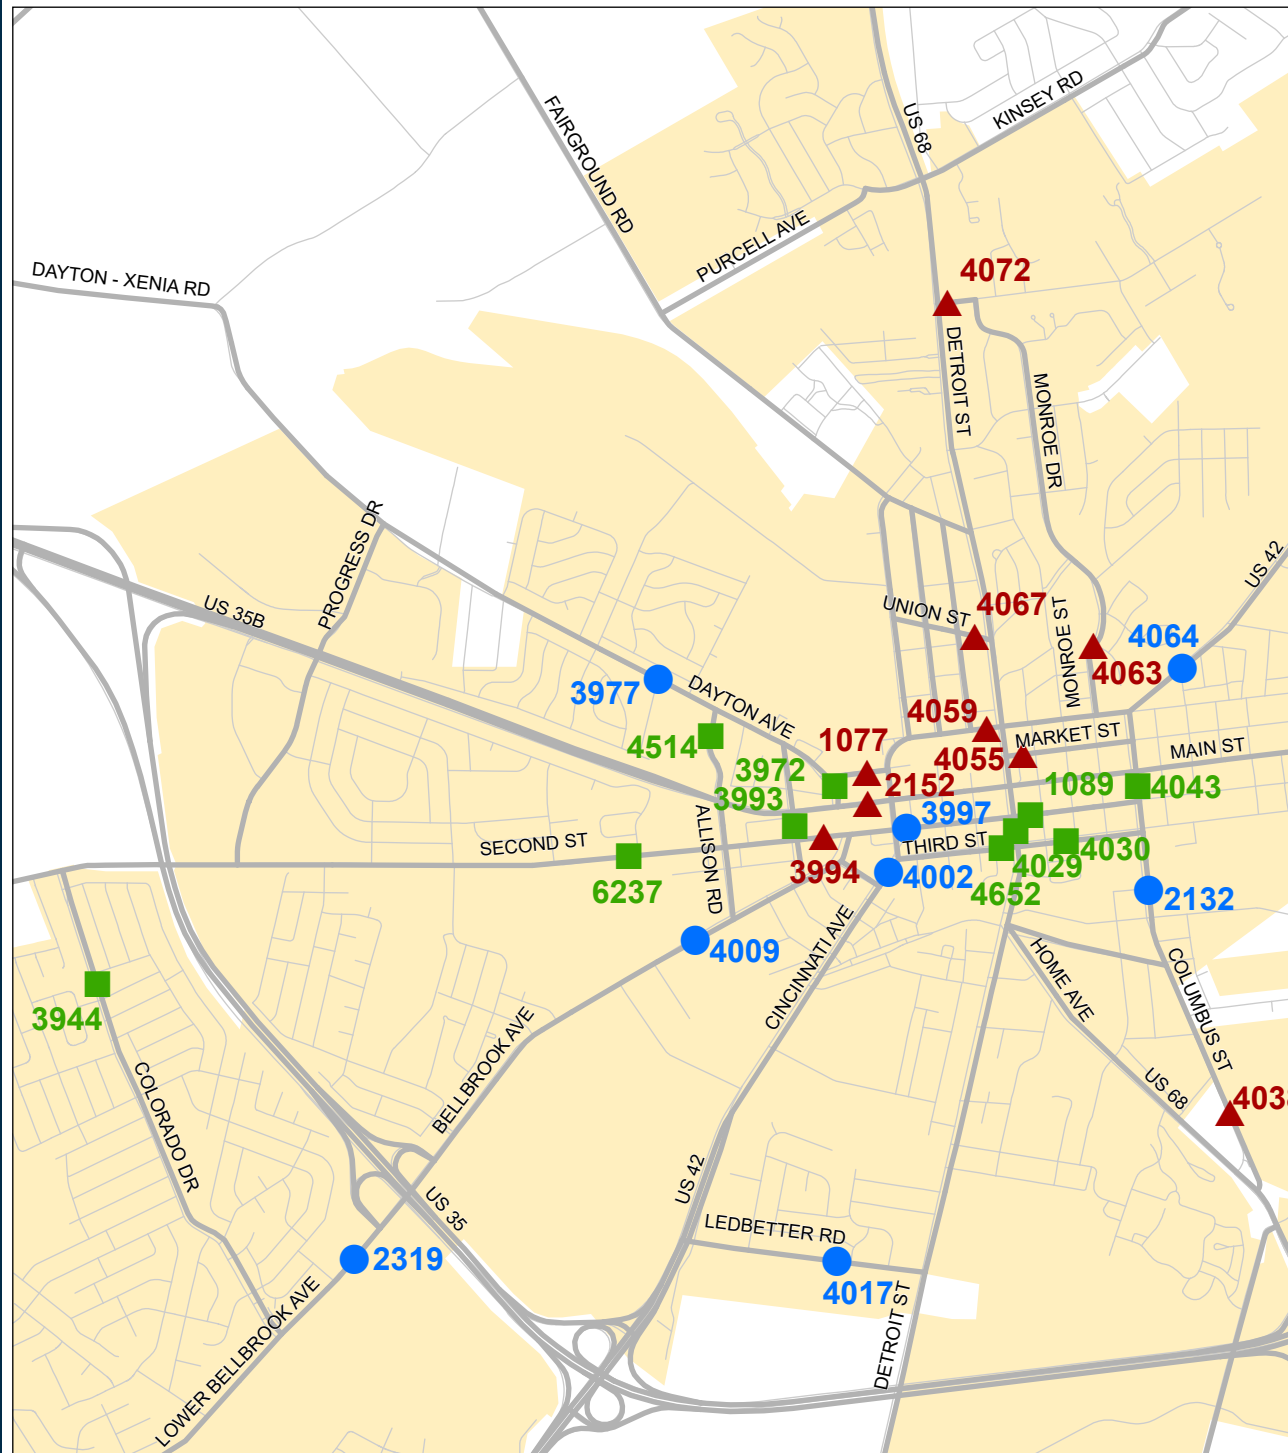 KINSEY RD
US 68
FAIRGROUND RD
PURCELL AVE
DAYTON - XENIA RD
4072
DETROIT ST
MONROE DR
PROGRESS DR
US 42
US 35B
UNION ST
4067
MONROE ST
4064
4063
3977
DAYTON AVE
4059
MARKET ST
MAIN ST
4514
1077
4055
3972
2152
1089
4043
3993
3997
ALLISON RD
SECOND ST
THIRD ST
4030
4029
3994
4002
4652
6237
2132
4009
CINCINNATI AVE
HOME AVE
COLUMBUS ST
3944
BELLBROOK AVE
COLORADO DR
US 68
US 42
US 35
LEDBETTER RD
2319
4017
DETROIT ST
LOWER BELLBROOK AVE